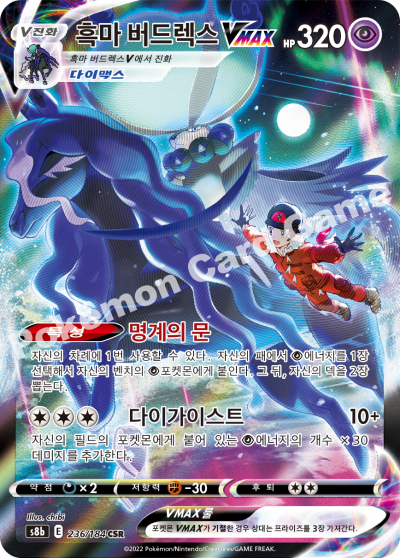 V진화
흑마 버드렉스 VMAX HP 320
흑마 버드렉스V에서 진화
다이맥스
Pokémon Card Game
특성 명계의 문
자신의 차례에 1번 사용할 수 있다. 자신의 패에서 에너지를 1장
선택해서 자신의 벤치의 포켓몬에게 붙인다. 그 뒤, 자신의 덱을 2장
뽑는다.
다이가이스트 10+
자신의 필드의 포켓몬에게 붙어 있는 에너지의 개수 ×30
데미지를 추가한다.
약점 ×2 저항력 -30 후퇴
Illus. chibi
VMAX 룰
s8b E 236/184 CSR
포켓몬 VMAX가 기절한 경우 상대는 프라이즈를 3장 가져간다.
©2022 Pokémon/Nintendo/Creatures/GAME FREAK.